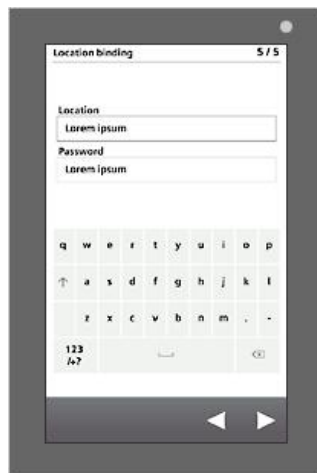 Location binding 5/5
Location
Lorem ipsum
Password
Lorem ipsum
q w e r t y u i o p
a s d f g h j k l
z x c v b n m . -
123
/+?